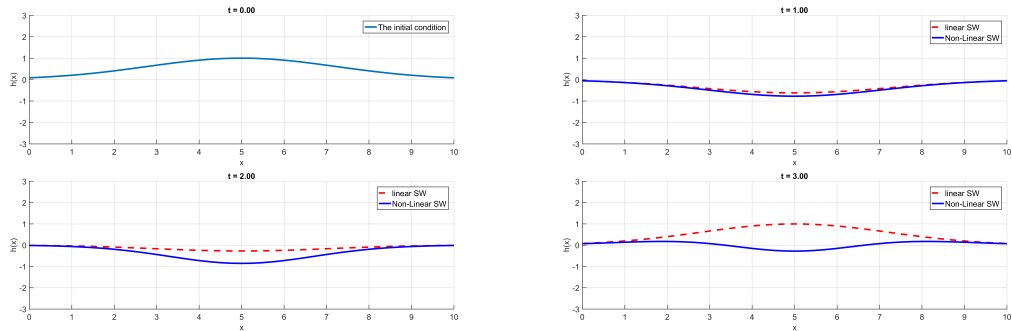 t = 0.00
3
2
1
0
-1
-2
-3
h(x)
The initial condition
0 1 2 3 4 5 6 7 8 9 10
x
t = 1.00
3
2
1
0
-1
-2
-3
h(x)
linear SW
Non-Linear SW
0 1 2 3 4 5 6 7 8 9 10
x
t = 2.00
3
2
1
0
-1
-2
-3
h(x)
linear SW
Non-Linear SW
0 1 2 3 4 5 6 7 8 9 10
x
t = 3.00
3
2
1
0
-1
-2
-3
h(x)
linear SW
Non-Linear SW
0 1 2 3 4 5 6 7 8 9 10
x